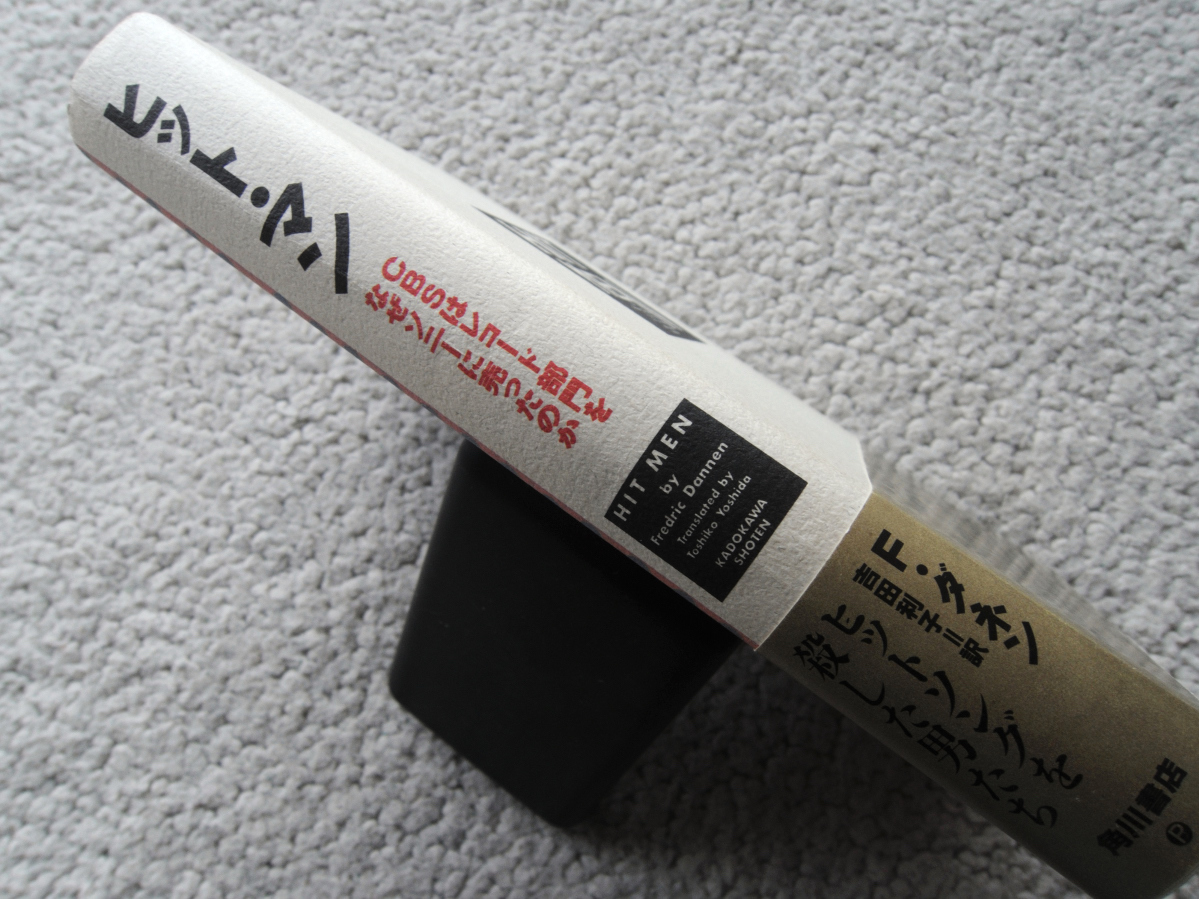 ヒット・マン
CBSはレコード部門を
なぜソニーに売ったのか
HIT MEN
by
Fredric Dannen
Translated by
Toshiko Yoshida
KADOKAWA
SHOTEN
F・ダネン
吉田利子=訳
ヒットソングを
殺した男たち
角川書店
P